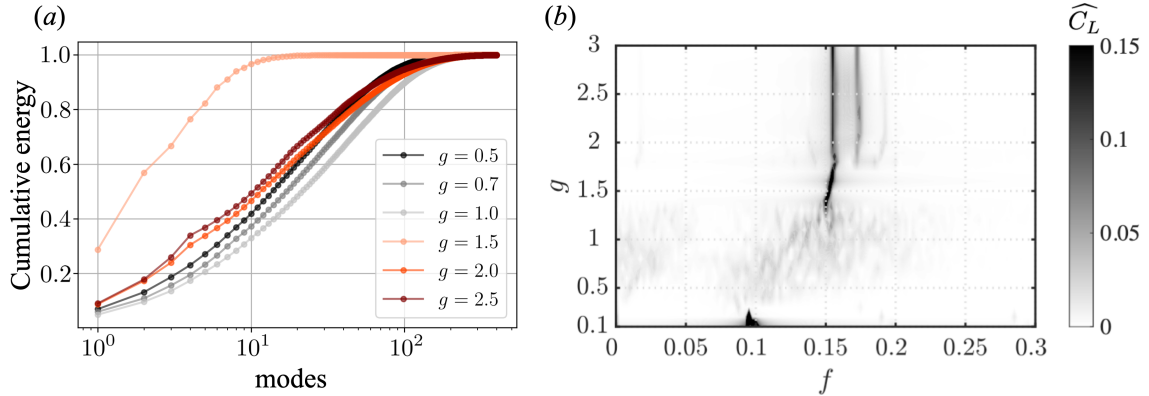 (a)
Cumulative energy
1.0
0.8
0.6
0.4
0.2
10^0
10^1
10^2
modes
g = 0.5
g = 0.7
g = 1.0
g = 1.5
g = 2.0
g = 2.5
(b)
g
3
2.5
2
1.5
1
0.5
0.1
0
0.05
0.1
0.15
0.2
0.25
0.3
f
\widehat{C_L}
0.15
0.1
0.05
0